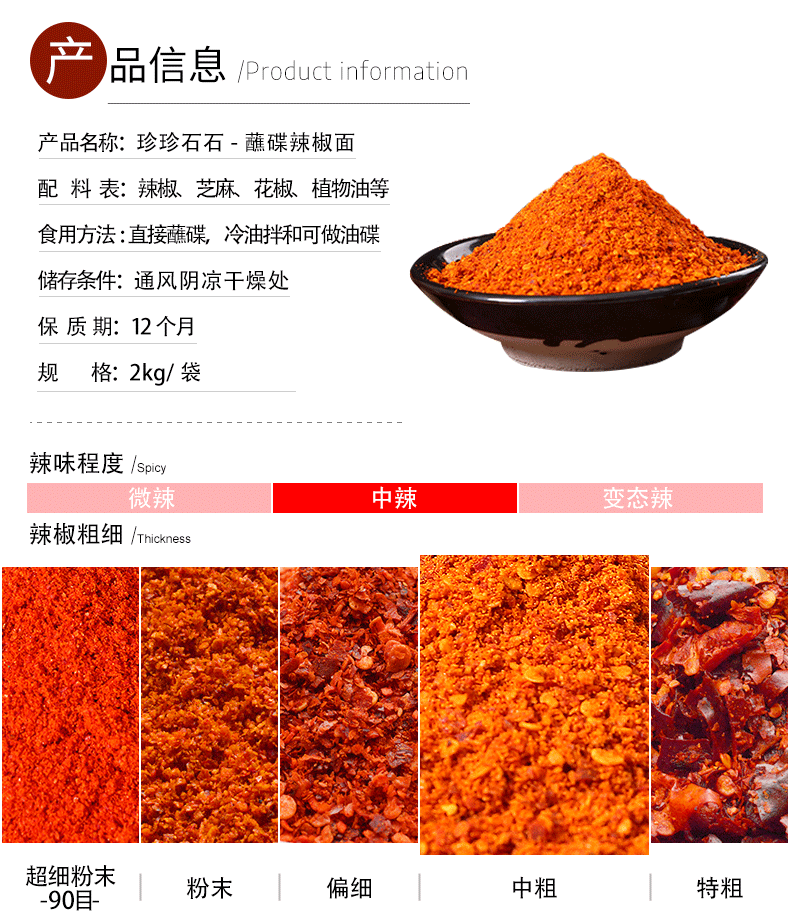 产品信息 /Product information
产品名称：珍珍石石 - 蘸碟辣椒面
配 料 表：辣椒、芝麻、花椒、植物油等
食用方法：直接蘸碟，冷油拌和可做油碟
储存条件：通风阴凉干燥处
保 质 期：12个月
规 格：2kg/ 袋
辣味程度 /Spicy
微辣 中辣 变态辣
辣椒粗细 /Thickness
超细粉末 | 粉末 | 偏细 | 中粗 | 特粗
-90目-